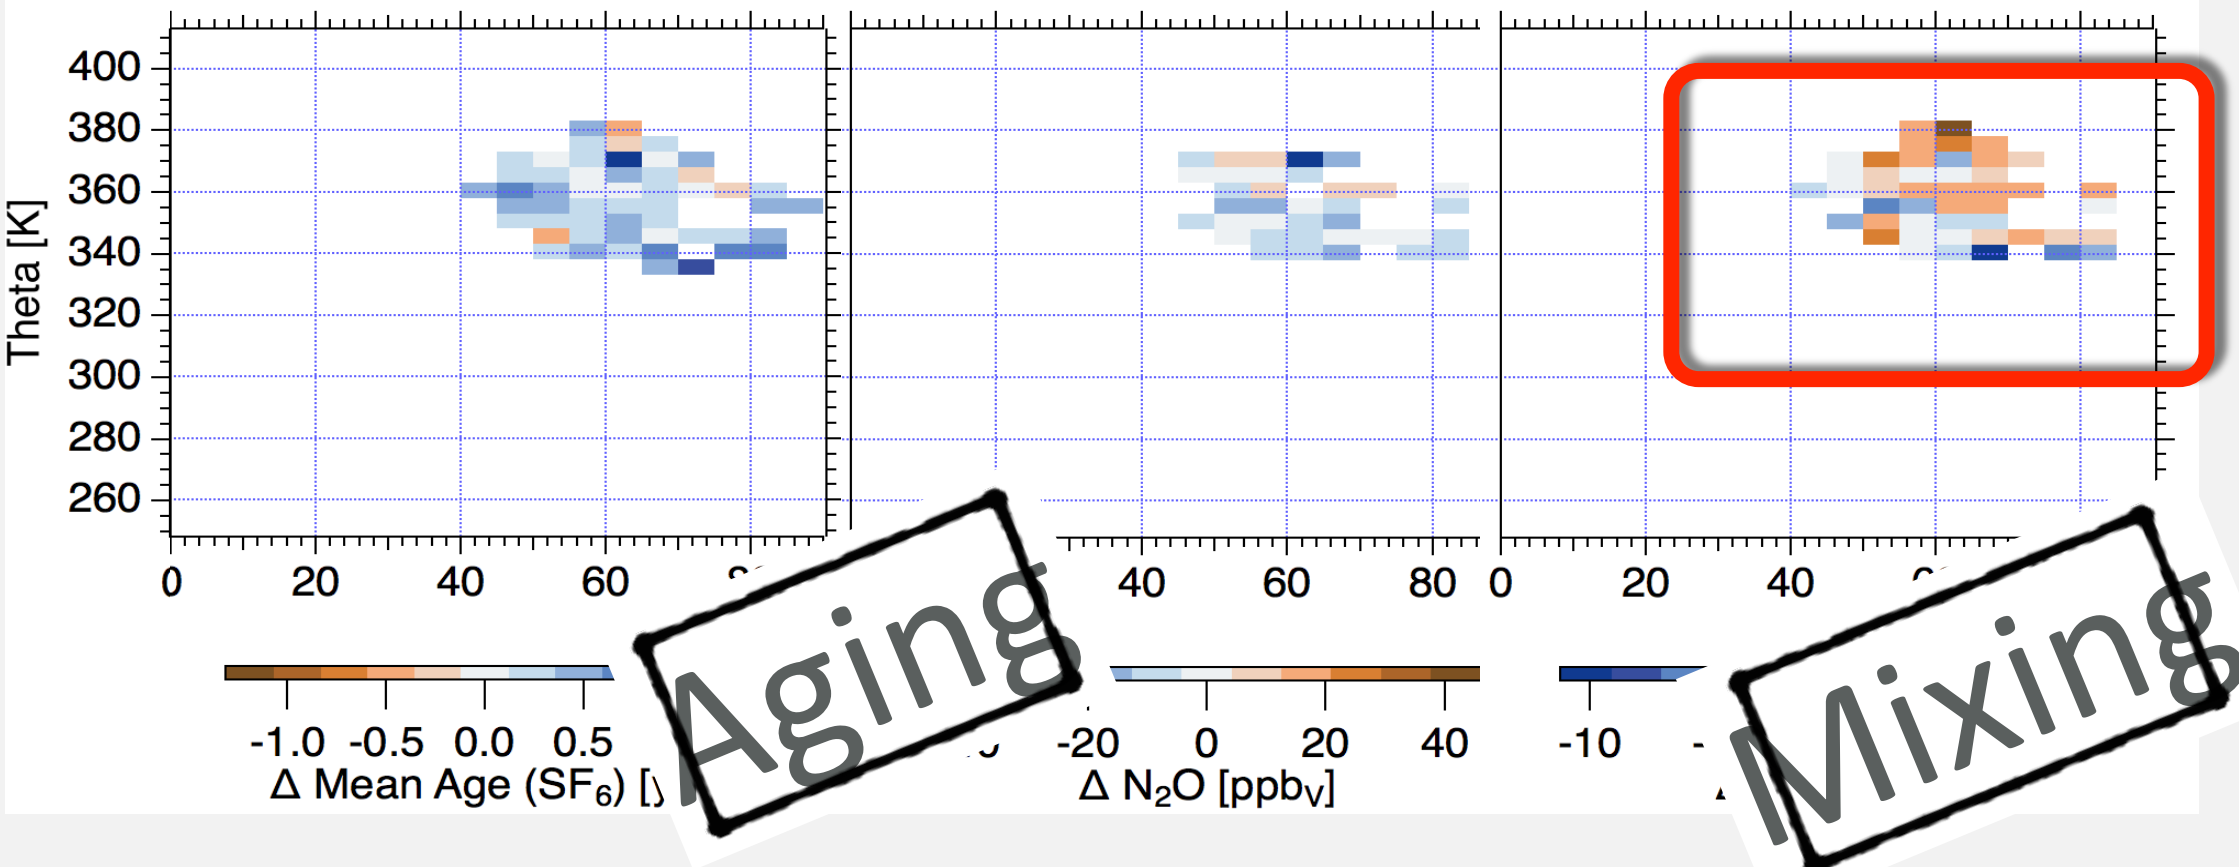 400
380
360
340
320
300
280
260
Theta [K]
0 20 40 60
40 60 80
0 20 40
-1.0 -0.5 0.0 0.5
-20 0 20 40
-10
Δ Mean Age (SF₆) [y
Δ N₂O [ppbᵥ]
Aging
Mixing